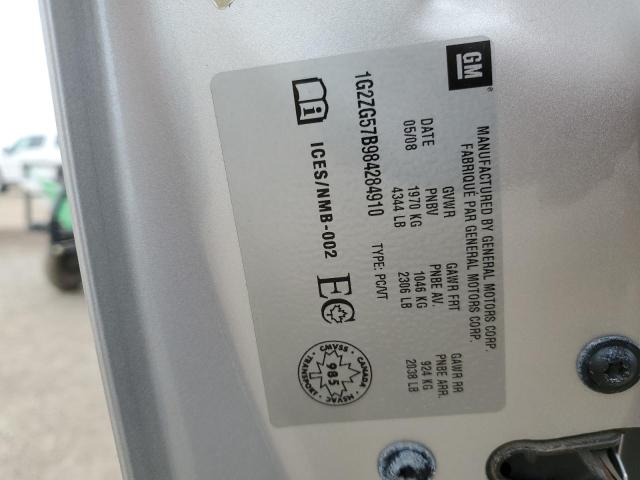 GM
MANUFACTURED BY GENERAL MOTORS CORP.
FABRIQUE PAR GENERAL MOTORS CORP.
DATE GVWR GAWR FRT GAWR RR
05/08 PNBV PNBE AV. PNBE ARR.
1970 KG 1046 KG 924 KG
4344 LB 2306 LB 2038 LB
1G2ZG57B984284910 TYPE: PC/VT
ICES/NMB-002 EC
CANADA
CMVSS
985
NSVAC